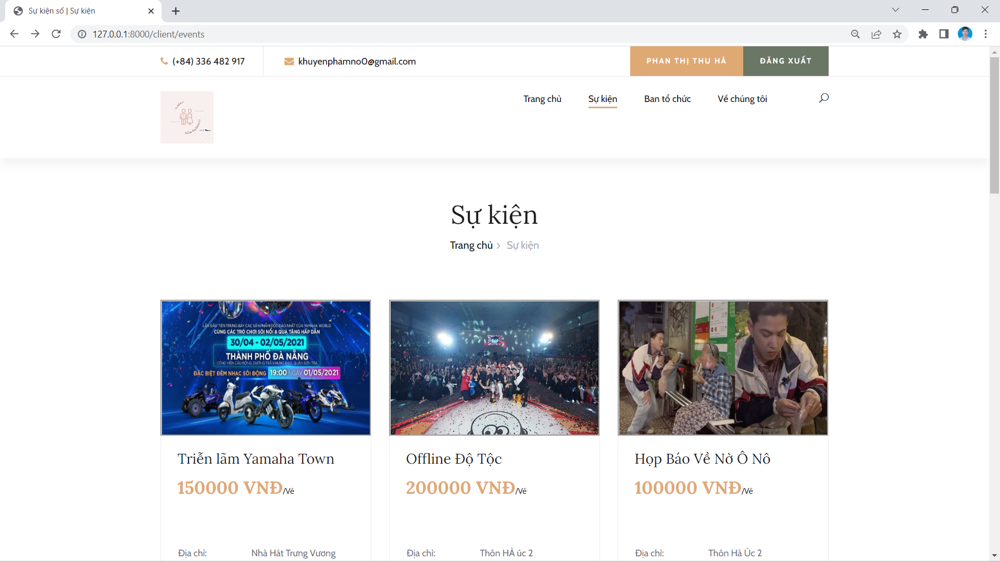 Sự kiện số | Sự kiện
127.0.0.1:8000/client/events
(+84) 336 482 917
khuyenphamno0@gmail.com
PHAN THỊ THU HÀ
ĐĂNG XUẤT
Trang chủ
Sự kiện
Ban tổ chức
Về chúng tôi
Sự kiện
Trang chủ > Sự kiện
LẦN ĐẦU TIÊN TRƯNG BÀY CÁC SẢN PHẨM ĐỘC ĐÁO NHẤT CỦA YAMAHA WORLD
CÙNG CÁC TRÒ CHƠI SÔI NỔI & QUÀ TẶNG HẤP DẪN
30/04 - 02/05/2021
THÀNH PHỐ ĐÀ NẴNG
CÔNG VIÊN CẦU RỒNG, ĐƯỜNG TRẦN HƯNG ĐẠO, QUẬN SƠN TRÀ
ĐẶC BIỆT ĐÊM NHẠC SÔI ĐỘNG 19:00 NGÀY 01/05/2021
Triễn lãm Yamaha Town
150000 VNĐ/Vé
Địa chỉ: Nhà Hát Trưng Vương
Offline Độ Tộc
200000 VNĐ/Vé
Địa chỉ: Thôn HÀ úc 2
Họp Báo Về Nờ Ô Nô
100000 VNĐ/Vé
Địa chỉ: Thôn Hà Úc 2